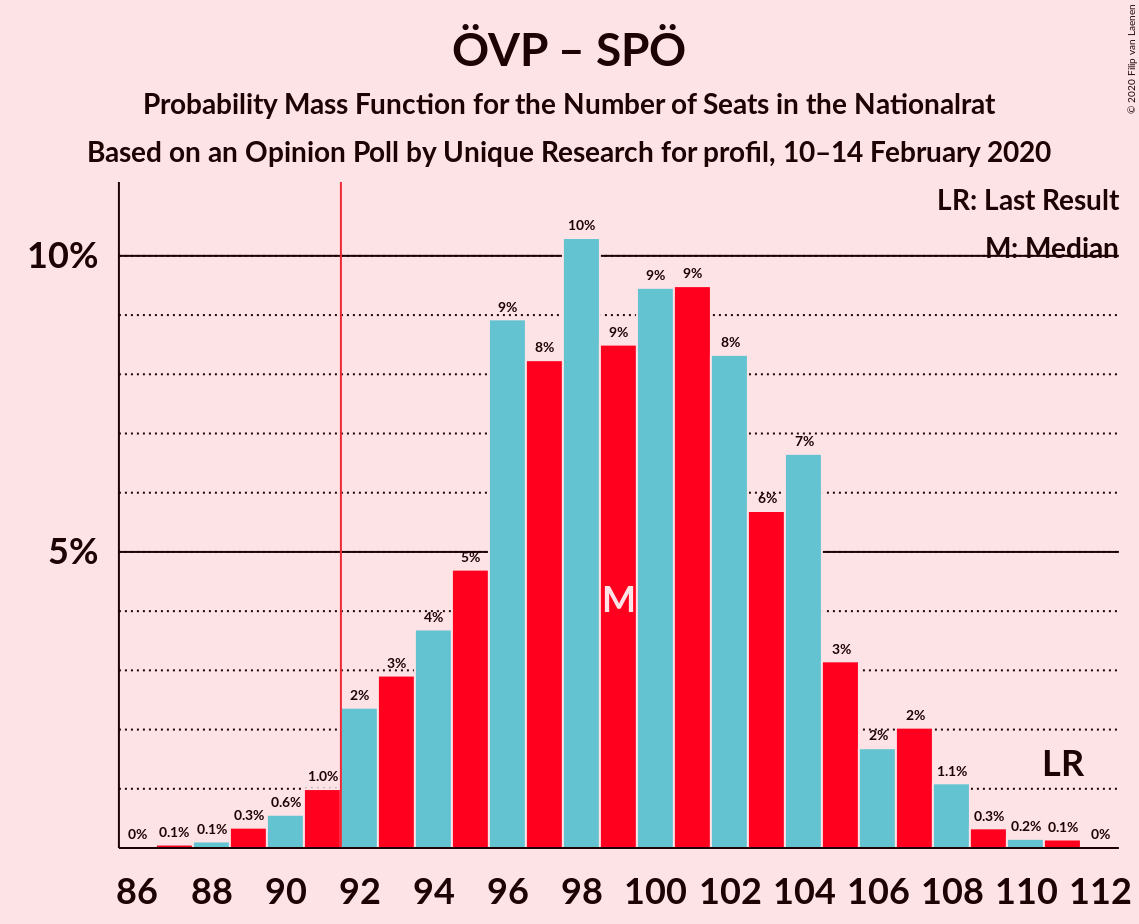 ÖVP – SPÖ
Probability Mass Function for the Number of Seats in the Nationalrat
Based on an Opinion Poll by Unique Research for profil, 10–14 February 2020
© 2020 Filip van Laenen
LR: Last Result
M: Median
10%
5%
0% 0.1% 0.1% 0.3% 0.6% 1.0% 2% 3% 4% 5% 9% 8% 10% 9% 9% 9% 8% 6% 7% 3% 2% 2% 1.1% 0.3% 0.2% 0.1% 0%
M
LR
86 88 90 92 94 96 98 100 102 104 106 108 110 112